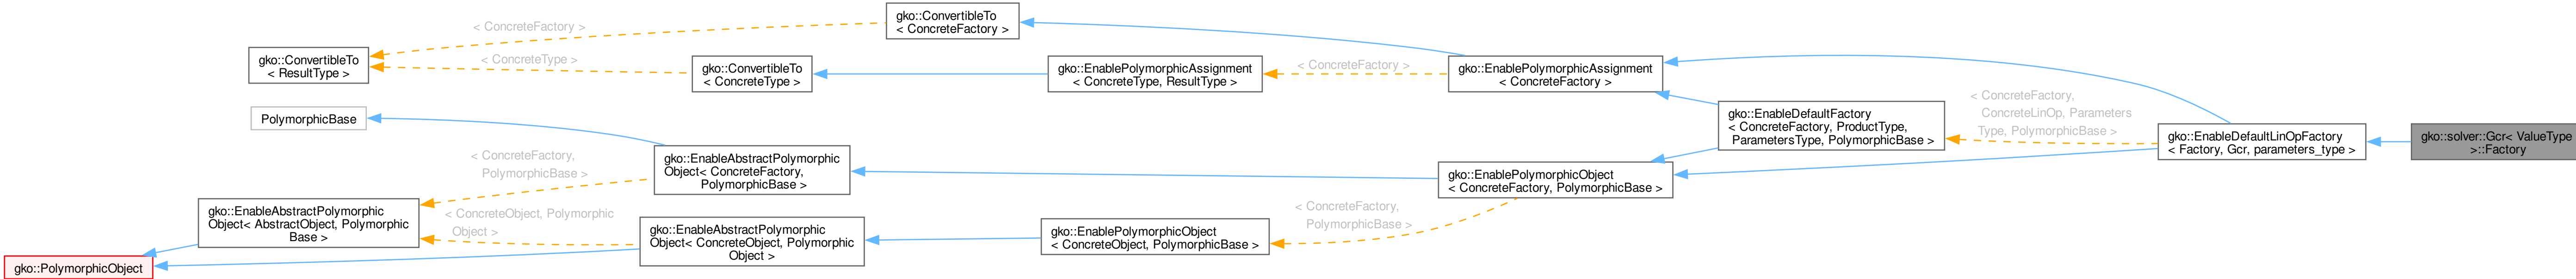 gko::ConvertibleTo
< ConcreteFactory >
< ConcreteFactory >
gko::ConvertibleTo
< ResultType >
< ConcreteType >
gko::ConvertibleTo
< ConcreteType >
gko::EnablePolymorphicAssignment
< ConcreteType, ResultType >
< ConcreteFactory >
gko::EnablePolymorphicAssignment
< ConcreteFactory >
PolymorphicBase
gko::EnableDefaultFactory
< ConcreteFactory, ProductType,
ParametersType, PolymorphicBase >
< ConcreteFactory,
ConcreteLinOp, Parameters
Type, PolymorphicBase >
gko::EnableDefaultLinOpFactory
< Factory, Gcr, parameters_type >
gko::solver::Gcr< ValueType
>::Factory
< ConcreteFactory,
PolymorphicBase >
gko::EnableAbstractPolymorphic
Object< ConcreteFactory,
PolymorphicBase >
gko::EnablePolymorphicObject
< ConcreteFactory, PolymorphicBase >
gko::EnableAbstractPolymorphic
Object< AbstractObject, Polymorphic
Base >
< ConcreteObject, Polymorphic
Object >
gko::EnableAbstractPolymorphic
Object< ConcreteObject, Polymorphic
Object >
gko::EnablePolymorphicObject
< ConcreteObject, PolymorphicBase >
< ConcreteFactory,
PolymorphicBase >
gko::PolymorphicObject